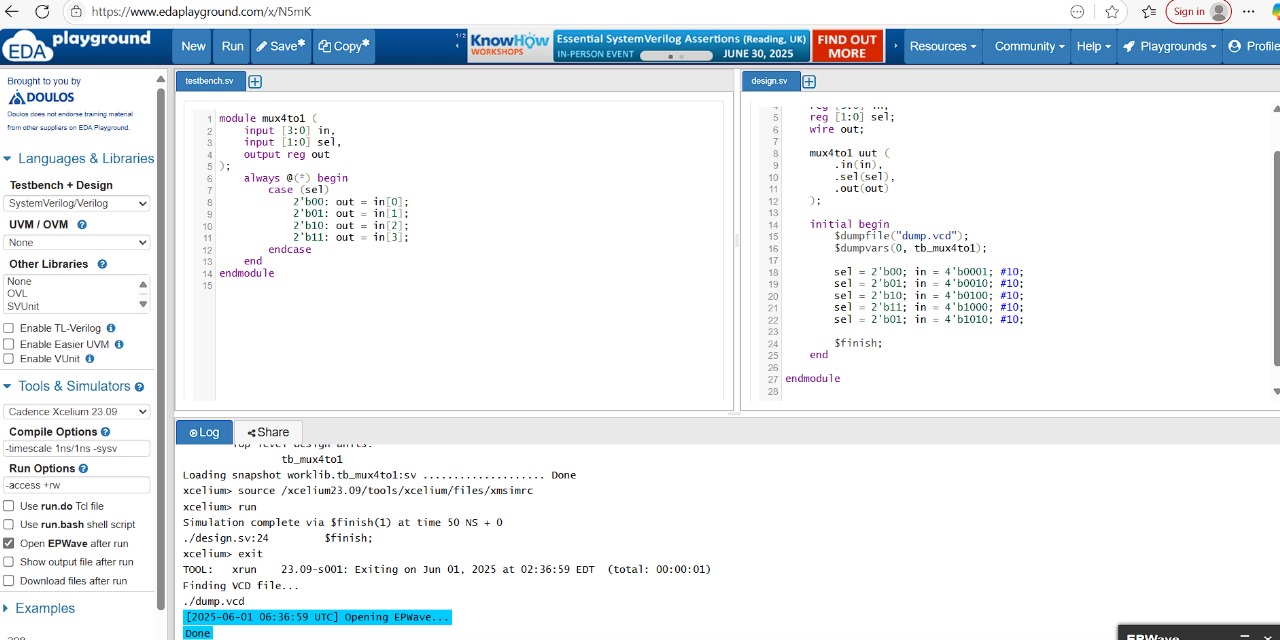 https://www.edaplayground.com/x/N5mK
Sign in
EDA playground
New
Run
Save*
Copy*
1/2
KnowHow
WORKSHOPS
Essential SystemVerilog Assertions (Reading, UK)
IN-PERSON EVENT
JUNE 30, 2025
FIND OUT
MORE
Resources
Community
Help
Playgrounds
Profile
Brought to you by
DOULOS
Doulos does not endorse training material
from other suppliers on EDA Playground.
Languages & Libraries
Testbench + Design
SystemVerilog/Verilog
UVM / OVM
None
Other Libraries
None
OVL
SVUnit
Enable TL-Verilog
Enable Easier UVM
Enable VUnit
Tools & Simulators
Cadence Xcelium 23.09
Compile Options
-timescale 1ns/1ns -sysv
Run Options
-access +rw
Use run.do Tcl file
Use run.bash shell script
Open EPWave after run
Show output file after run
Download files after run
Examples
testbench.sv
1 module mux4to1 (
2 input [3:0] in,
3 input [1:0] sel,
4 output reg out
5 );
6 always @(*) begin
7 case (sel)
8 2'b00: out = in[0];
9 2'b01: out = in[1];
10 2'b10: out = in[2];
11 2'b11: out = in[3];
12 endcase
13 end
14 endmodule
15
design.sv
4 reg [3:0] in;
5 reg [1:0] sel;
6 wire out;
7
8 mux4to1 uut (
9 .in(in),
10 .sel(sel),
11 .out(out)
12 );
13
14 initial begin
15 $dumpfile("dump.vcd");
16 $dumpvars(0, tb_mux4to1);
17
18 sel = 2'b00; in = 4'b0001; #10;
19 sel = 2'b01; in = 4'b0010; #10;
20 sel = 2'b10; in = 4'b0100; #10;
21 sel = 2'b11; in = 4'b1000; #10;
22 sel = 2'b01; in = 4'b1010; #10;
23
24 $finish;
25 end
26
27 endmodule
28
Log
Share
Top level design units:
tb_mux4to1
Loading snapshot worklib.tb_mux4to1:sv .................... Done
xcelium> source /xcelium23.09/tools/xcelium/files/xmsimrc
xcelium> run
Simulation complete via $finish(1) at time 50 NS + 0
./design.sv:24 $finish;
xcelium> exit
TOOL: xrun 23.09-s001: Exiting on Jun 01, 2025 at 02:36:59 EDT (total: 00:00:01)
Finding VCD file...
./dump.vcd
[2025-06-01 06:36:59 UTC] Opening EPWave...
Done
EPWave